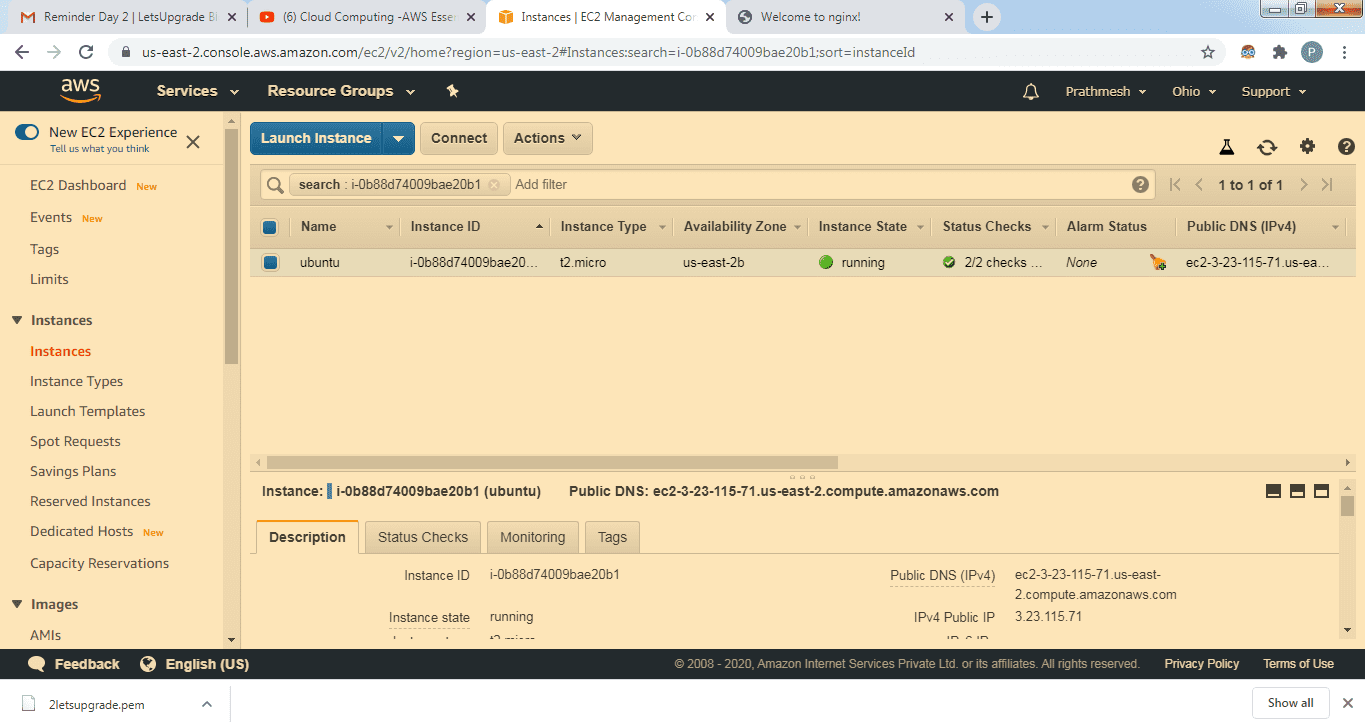 Reminder Day 2 | LetsUpgrade Bl
(6) Cloud Computing -AWS Esse
Instances | EC2 Management Con
Welcome to nginx!
us-east-2.console.aws.amazon.com/ec2/v2/home?region=us-east-2#Instances:search=i-0b88d74009bae20b1;sort=instanceId
P
aws
Services
Resource Groups
Prathmesh
Ohio
Support
New EC2 Experience
Tell us what you think
EC2 Dashboard New
Events New
Tags
Limits
Instances
Instances
Instance Types
Launch Templates
Spot Requests
Savings Plans
Reserved Instances
Dedicated Hosts New
Capacity Reservations
Images
AMIs
Launch Instance
Connect
Actions
search : i-0b88d74009bae20b1
Add filter
1 to 1 of 1
Name Instance ID Instance Type Availability Zone Instance State Status Checks Alarm Status Public DNS (IPv4)
ubuntu i-0b88d74009bae20... t2.micro us-east-2b running 2/2 checks ... None ec2-3-23-115-71.us-ea...
Instance: i-0b88d74009bae20b1 (ubuntu) Public DNS: ec2-3-23-115-71.us-east-2.compute.amazonaws.com
Description Status Checks Monitoring Tags
Instance ID i-0b88d74009bae20b1
Public DNS (IPv4) ec2-3-23-115-71.us-east-
2.compute.amazonaws.com
Instance state running
IPv4 Public IP 3.23.115.71
Feedback
English (US)
© 2008 - 2020, Amazon Internet Services Private Ltd. or its affiliates. All rights reserved.
Privacy Policy
Terms of Use
2letsupgrade.pem
Show all